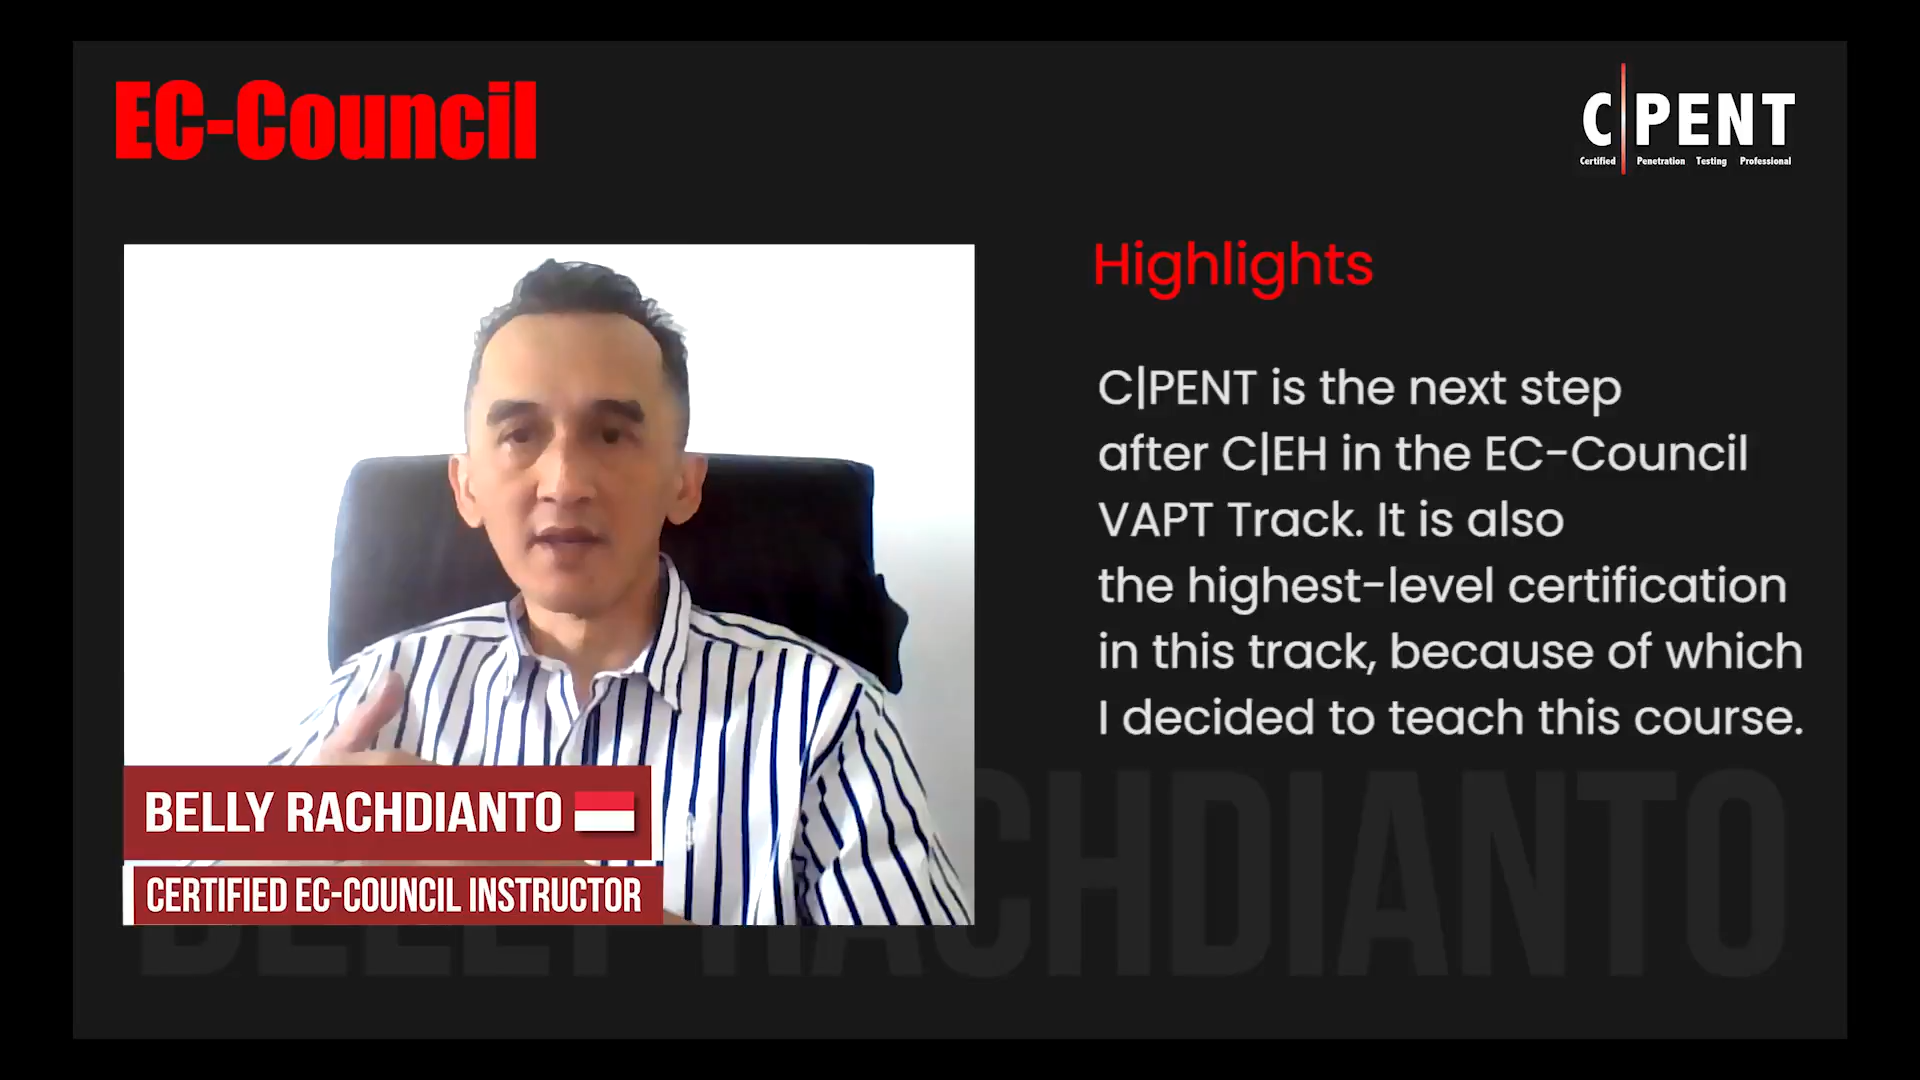 EC-Council
C|PENT
Certified Penetration Testing Professional
Highlights
C|PENT is the next step
after C|EH in the EC-Council
VAPT Track. It is also
the highest-level certification
in this track, because of which
I decided to teach this course.
BELLY RACHDIANTO
CERTIFIED EC-COUNCIL INSTRUCTOR
BELLY RACHDIANTO